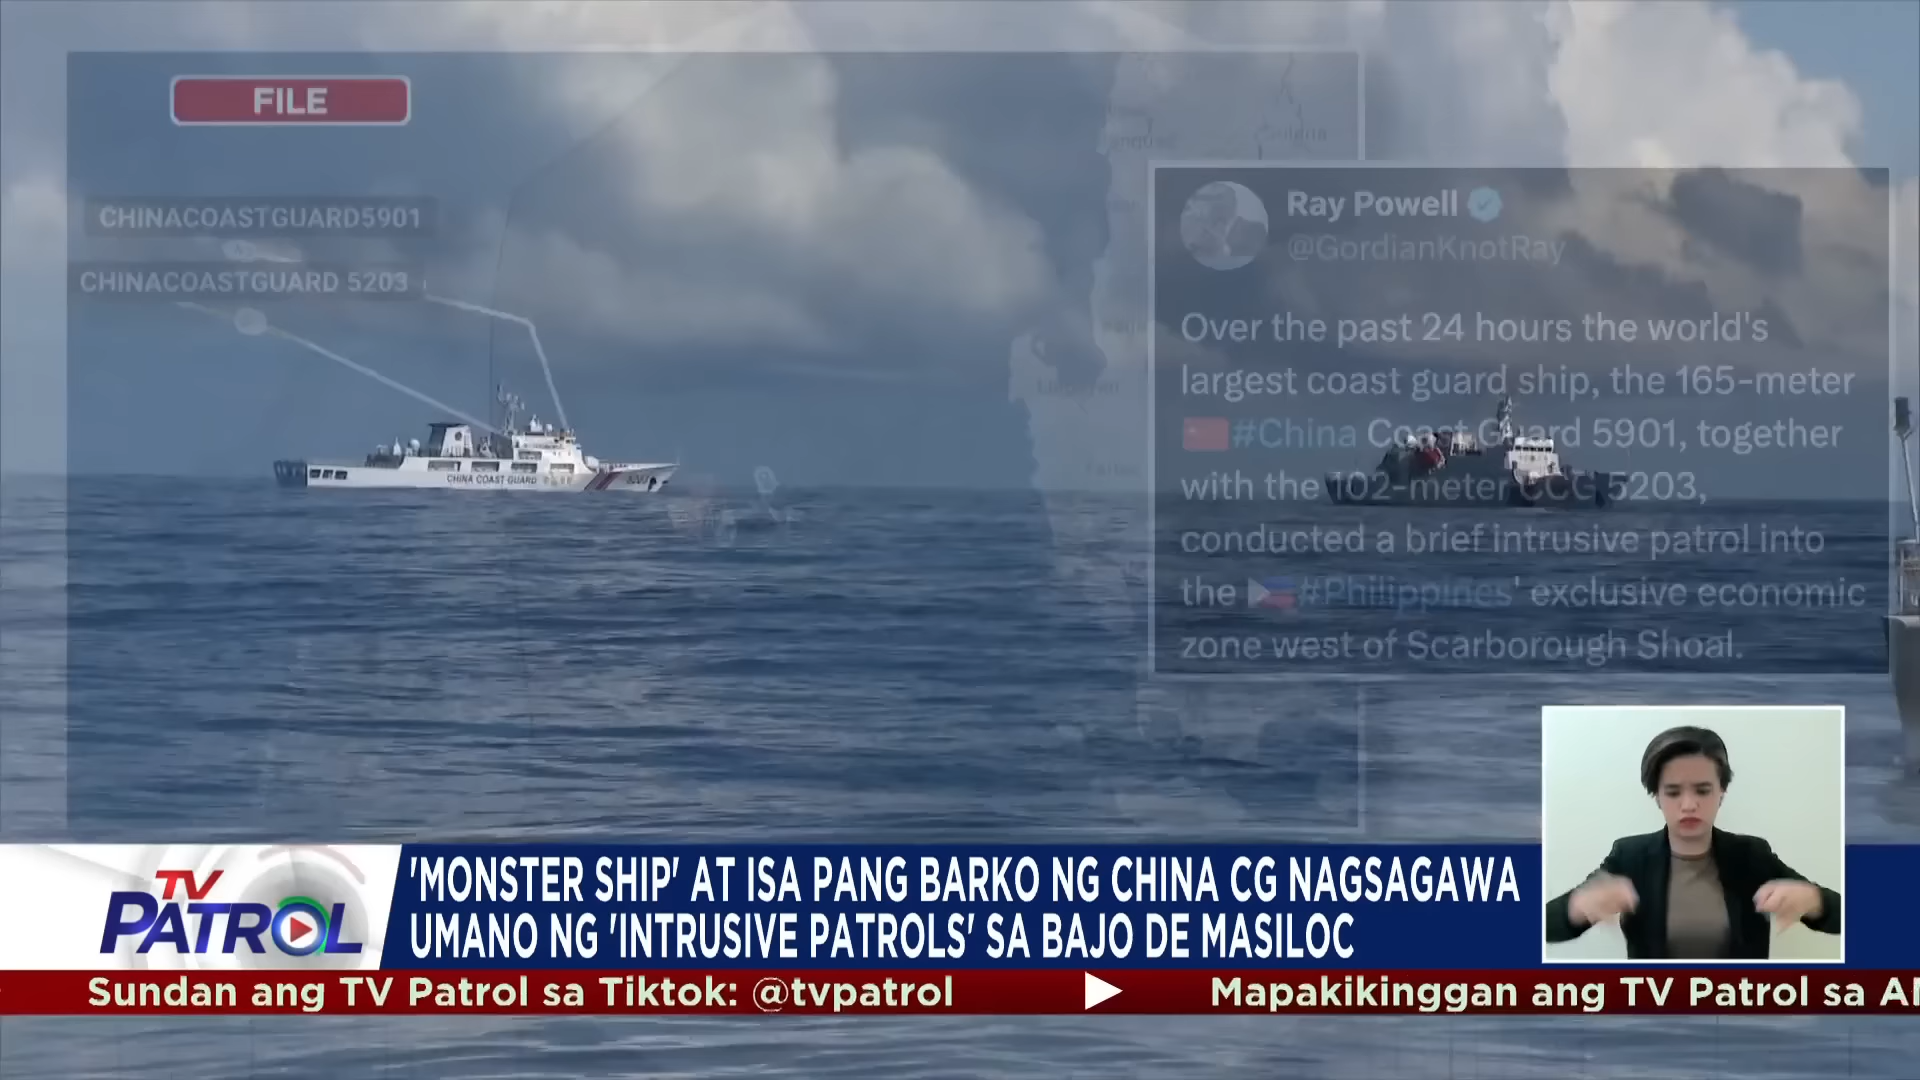 FILE
CHINACOASTGUARD5901
CHINACOASTGUARD 5203
CHINA COAST GUARD
5203
Ray Powell
@GordianKnotRay
Over the past 24 hours the world's
largest coast guard ship, the 165-meter
#China Coast Guard 5901, together
with the 102-meter CCG 5203,
conducted a brief intrusive patrol into
the #Philippines' exclusive economic
zone west of Scarborough Shoal.
TV
PATROL
'MONSTER SHIP' AT ISA PANG BARKO NG CHINA CG NAGSAGAWA
UMANO NG 'INTRUSIVE PATROLS' SA BAJO DE MASILOC
Sundan ang TV Patrol sa Tiktok: @tvpatrol
Mapakikinggan ang TV Patrol sa